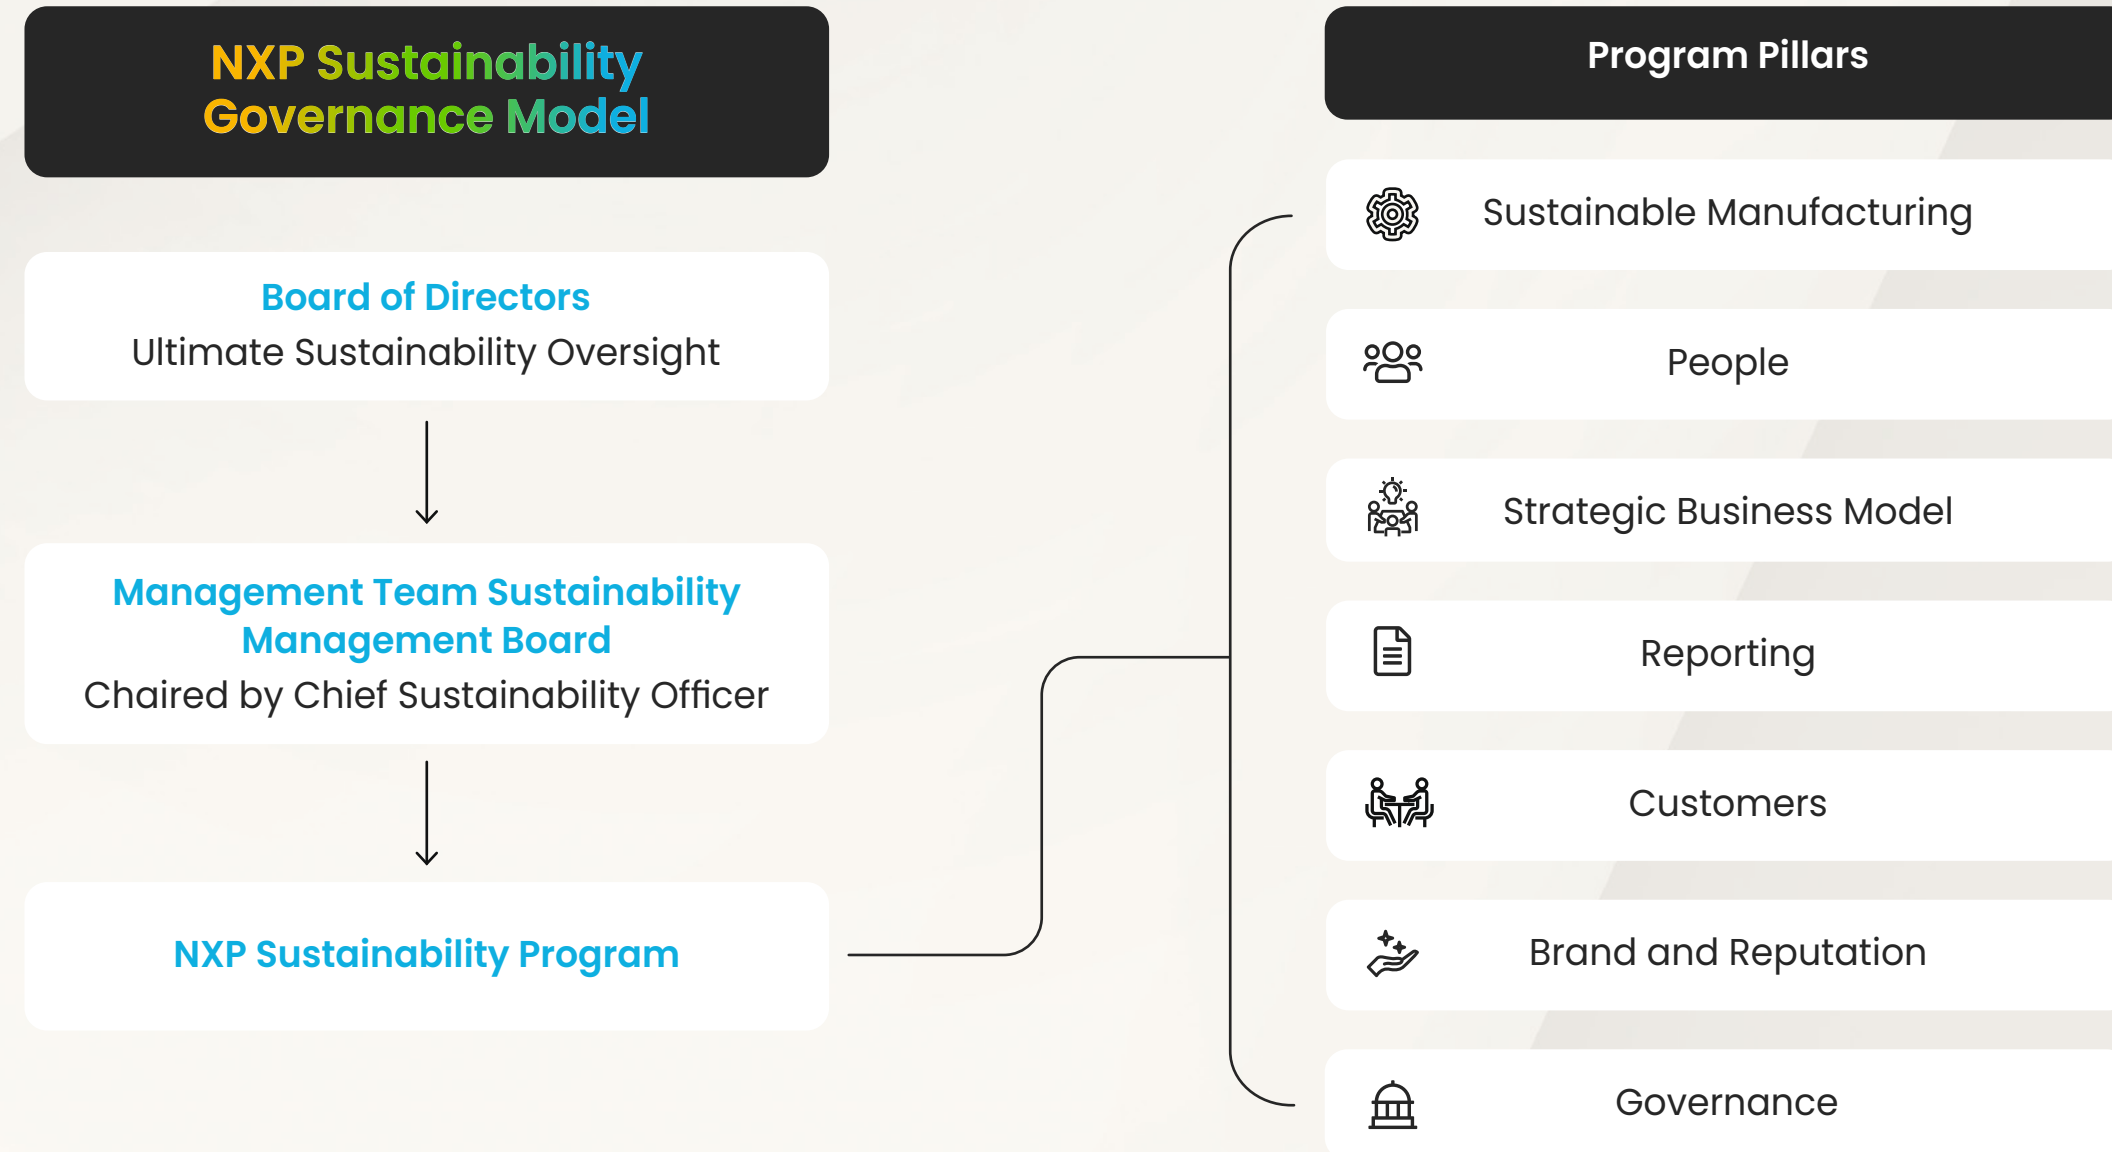 NXP Sustainability
Governance Model
Board of Directors
Ultimate Sustainability Oversight
Management Team Sustainability
Management Board
Chaired by Chief Sustainability Officer
NXP Sustainability Program
Program Pillars
Sustainable Manufacturing
People
Strategic Business Model
Reporting
Customers
Brand and Reputation
Governance